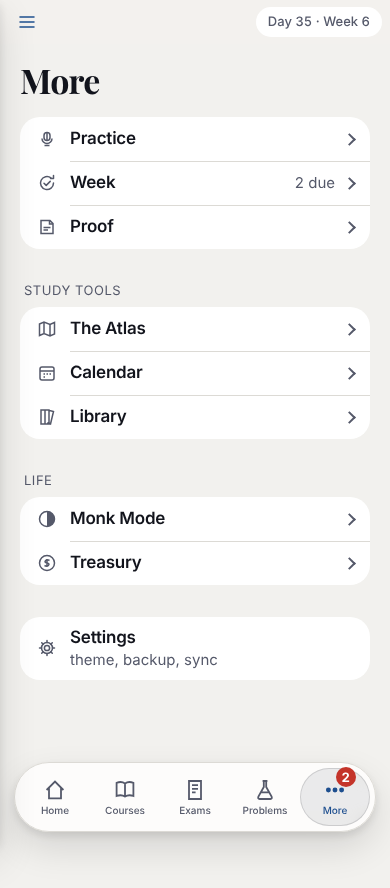 Day 35 · Week 6
More
Practice
Week 2 due
Proof
STUDY TOOLS
The Atlas
Calendar
Library
LIFE
Monk Mode
Treasury
Settings
theme, backup, sync
2
Home Courses Exams Problems More